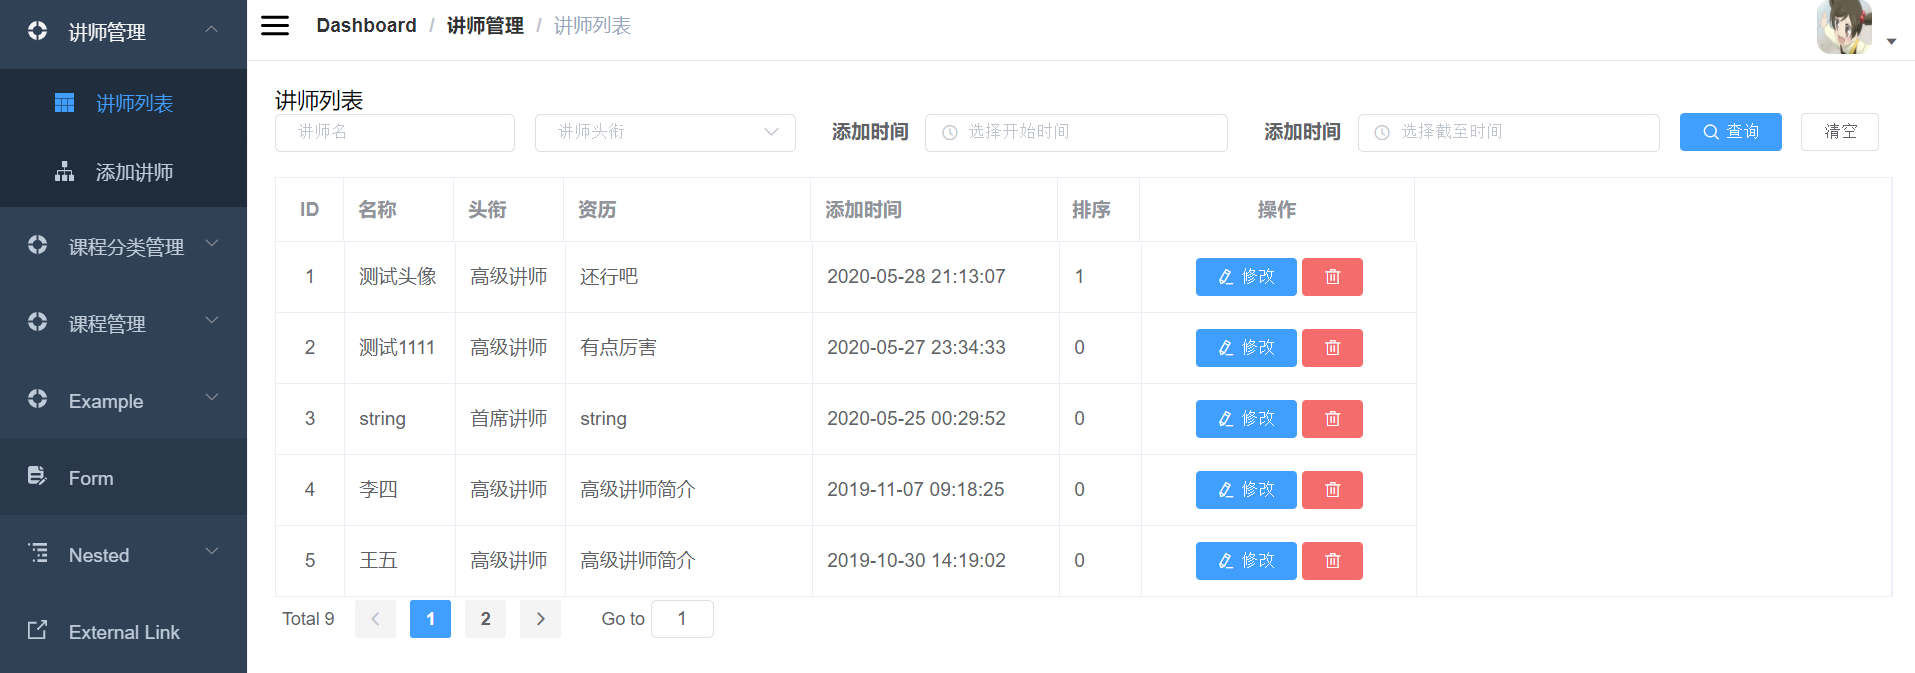 讲师管理
讲师列表
添加讲师
课程分类管理
课程管理
Example
Form
Nested
External Link
Dashboard / 讲师管理 / 讲师列表
讲师列表
讲师名 讲师头衔 添加时间 选择开始时间 添加时间 选择截至时间 查询 清空
ID 名称 头衔 资历 添加时间 排序 操作
1 测试头像 高级讲师 还行吧 2020-05-28 21:13:07 1 修改
2 测试1111 高级讲师 有点厉害 2020-05-27 23:34:33 0 修改
3 string 首席讲师 string 2020-05-25 00:29:52 0 修改
4 李四 高级讲师 高级讲师简介 2019-11-07 09:18:25 0 修改
5 王五 高级讲师 高级讲师简介 2019-10-30 14:19:02 0 修改
Total 9 1 2 Go to 1